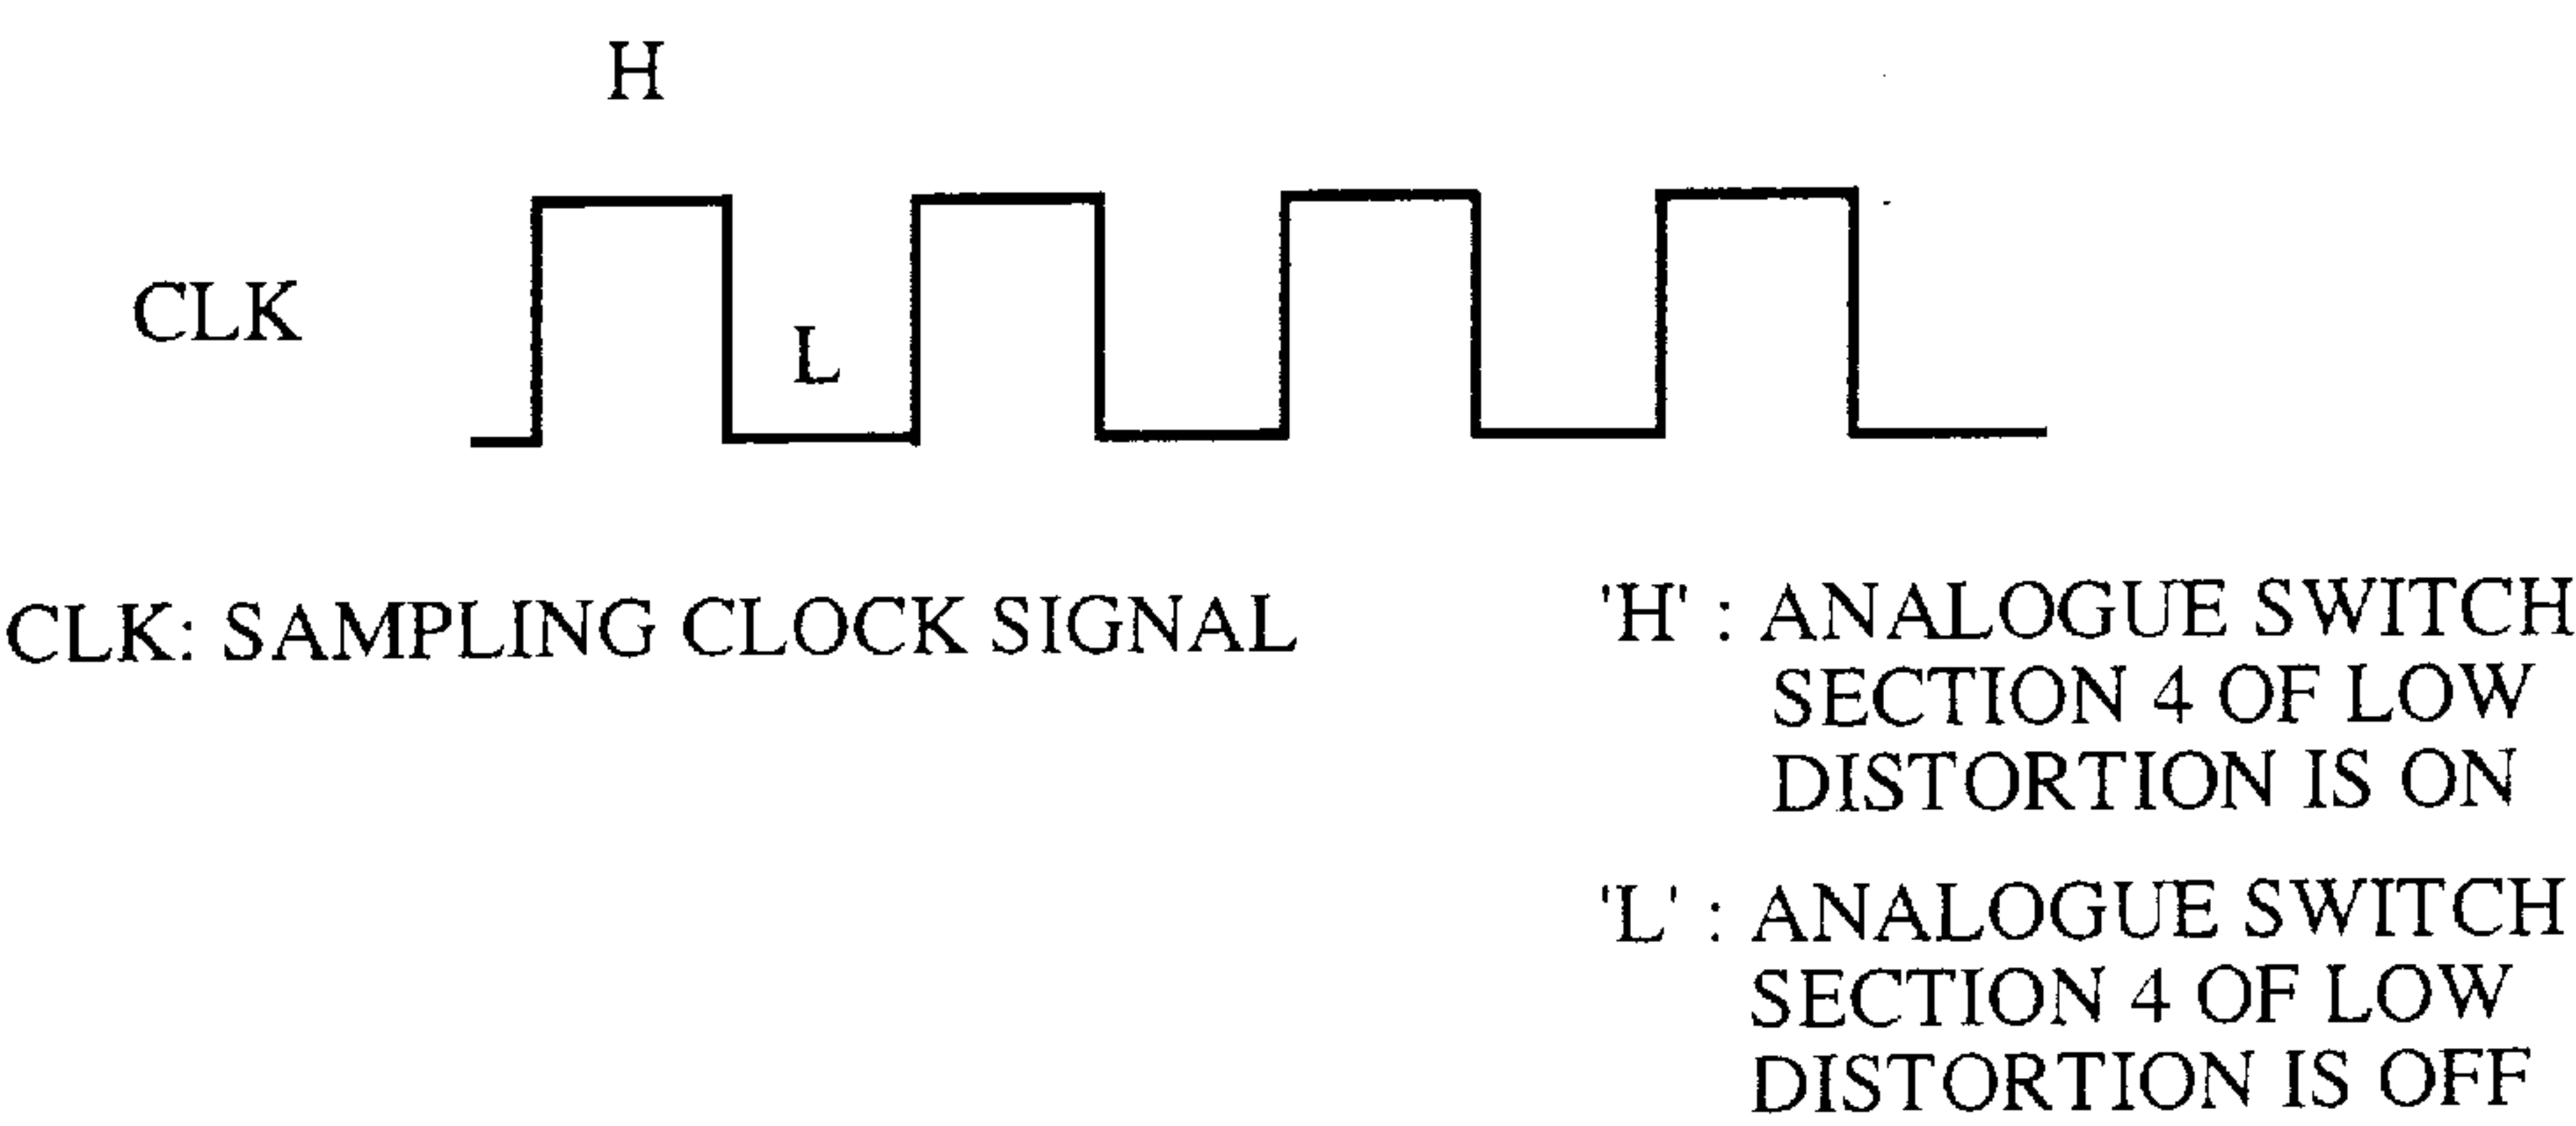 H
CLK
L
CLK: SAMPLING CLOCK SIGNAL
'H' : ANALOGUE SWITCH
SECTION 4 OF LOW
DISTORTION IS ON
'L' : ANALOGUE SWITCH
SECTION 4 OF LOW
DISTORTION IS OFF